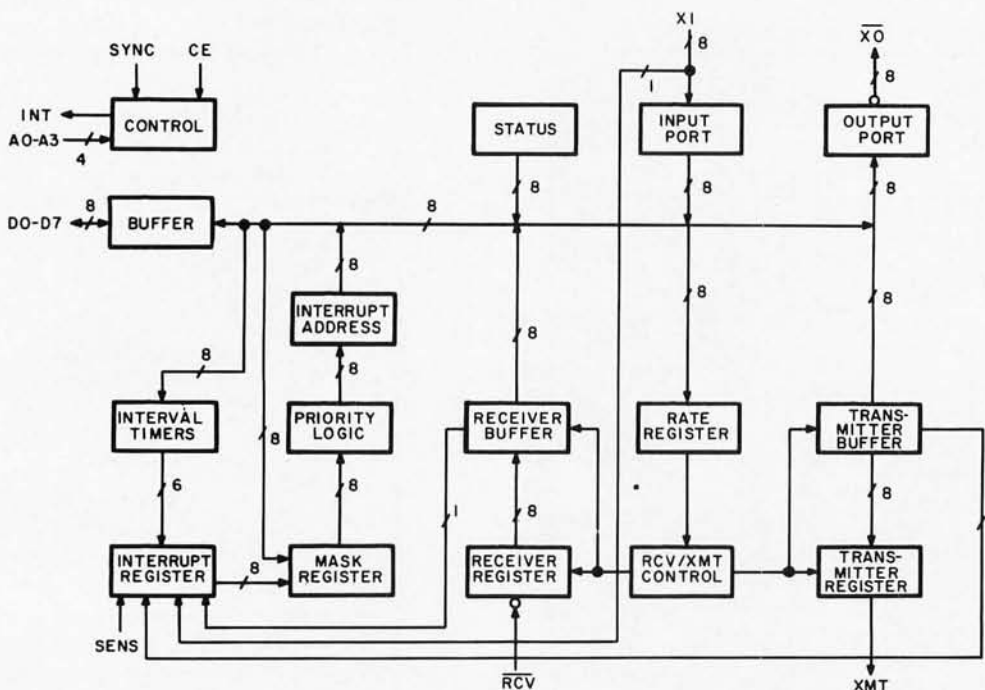 SYNC CE
INT
A0-A3
4
CONTROL
XI
8
1
X0
8
STATUS
INPUT
PORT
OUTPUT
PORT
8
8
8
D0-D7
8
BUFFER
8
8
INTERRUPT
ADDRESS
8
8
8
8
8
8
INTERVAL
TIMERS
PRIORITY
LOGIC
RECEIVER
BUFFER
RATE
REGISTER
TRANS-
MITTER
BUFFER
8
6
8
1
8
8
INTERRUPT
REGISTER
8
MASK
REGISTER
RECEIVER
REGISTER
RCV/XMT
CONTROL
TRANS-
MITTER
REGISTER
SENS
RCV
XMT